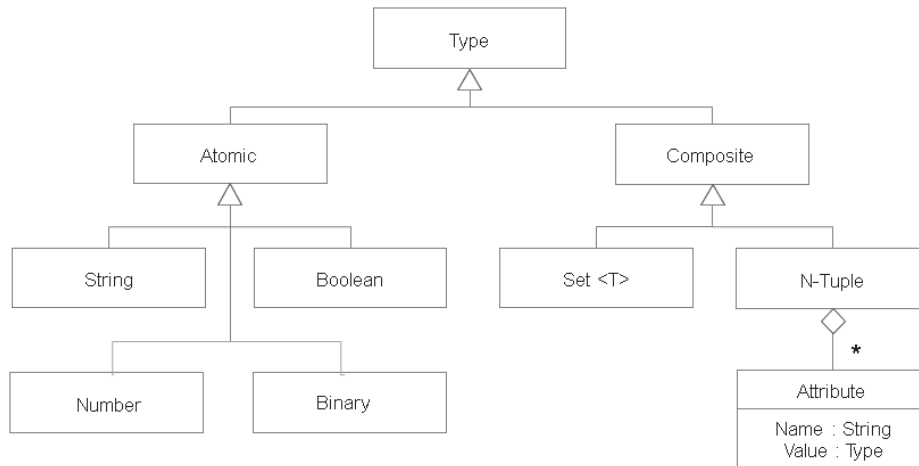 Type
Atomic
Composite
String
Boolean
Set <T>
N-Tuple
*
Number
Binary
Attribute
Name : String
Value : Type